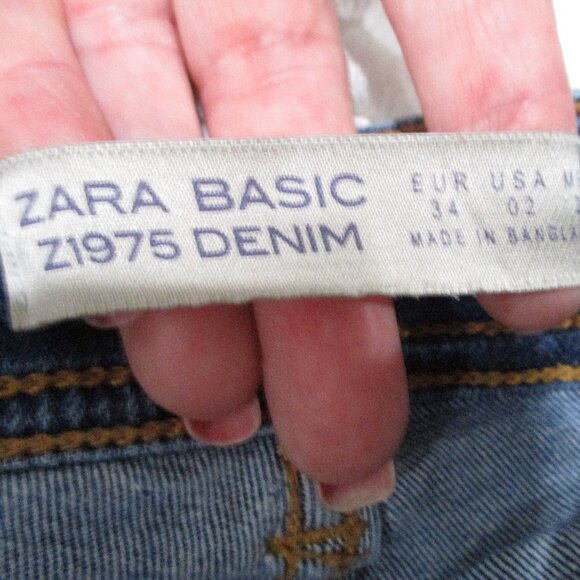 ZARA BASIC
Z1975 DENIM
EUR USA
34 02
MADE IN